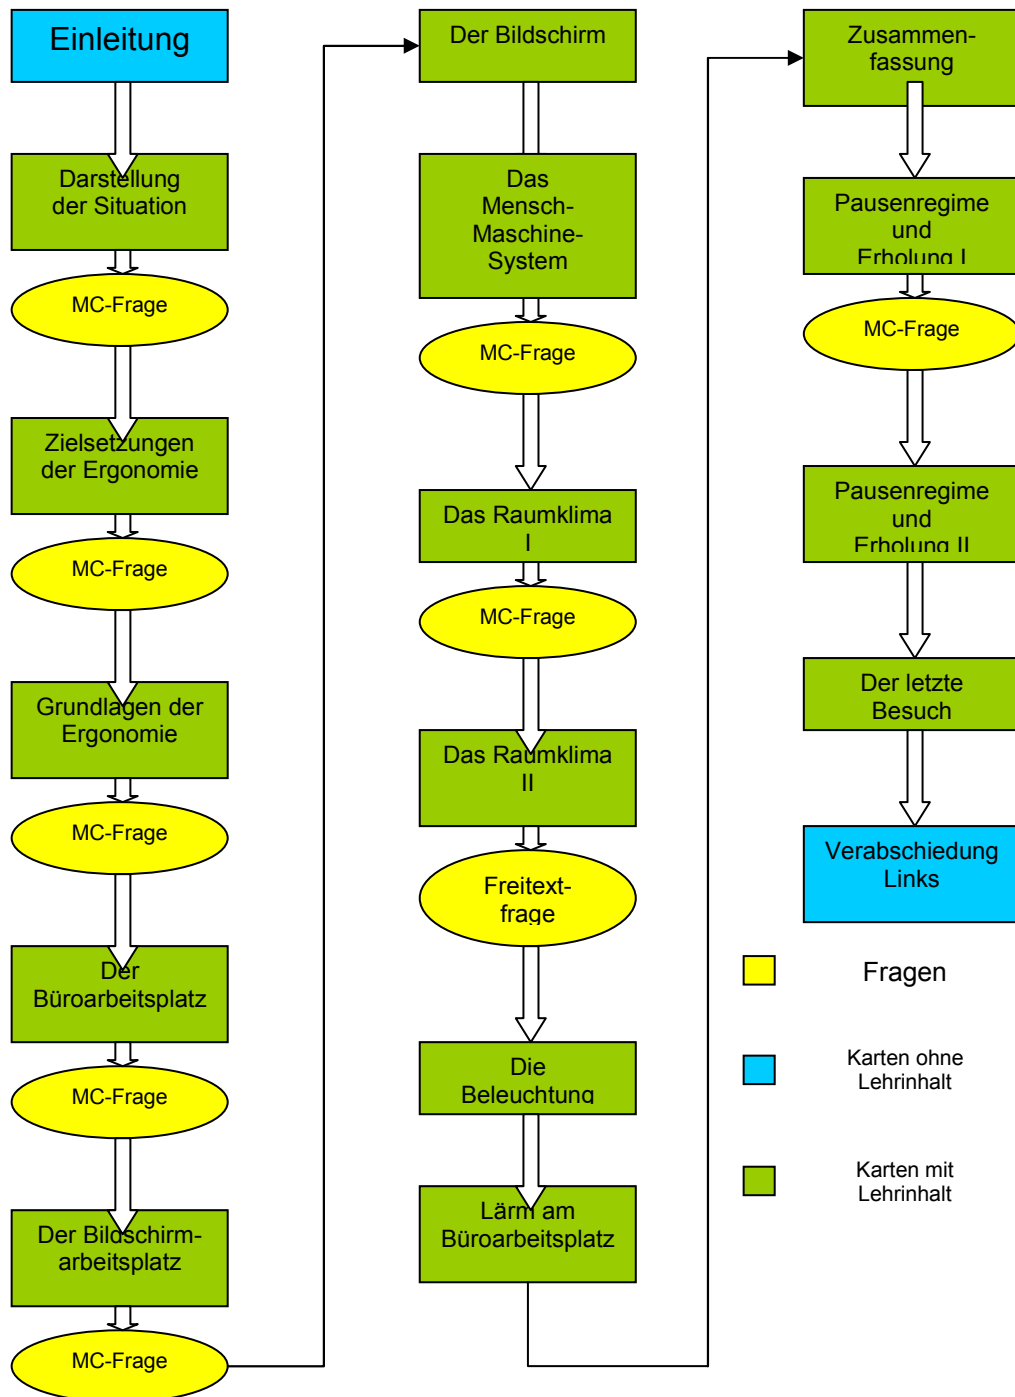 Einleitung
Darstellung
der Situation
MC-Frage
Zielsetzungen
der Ergonomie
MC-Frage
Grundlagen der
Ergonomie
MC-Frage
Der
Büroarbeitsplatz
MC-Frage
Der Bildschirm-
arbeitsplatz
MC-Frage
Der Bildschirm
Das
Mensch-
Maschine-
System
MC-Frage
Das Raumklima
I
MC-Frage
Das Raumklima
II
Freitext-
frage
Die
Beleuchtung
Lärm am
Büroarbeitsplatz
Zusammen-
fassung
Pausenregime
und
Erholung I
MC-Frage
Pausenregime
und
Erholung II
Der letzte
Besuch
Verabschiedung
Links
Fragen
Karten ohne
Lehrinhalt
Karten mit
Lehrinhalt